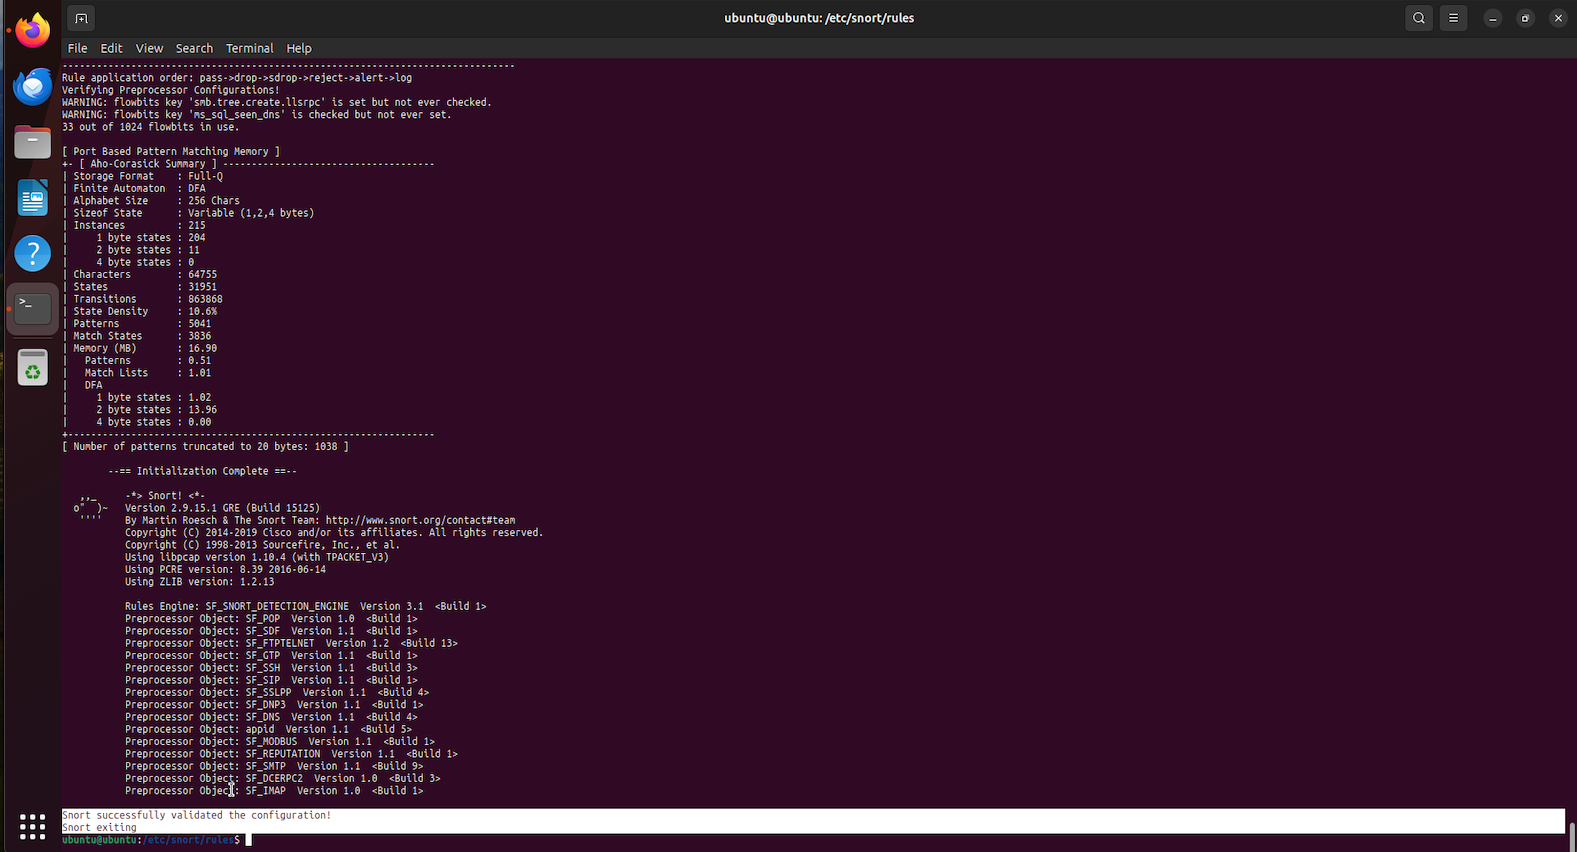 ubuntu@ubuntu: /etc/snort/rules
File Edit View Search Terminal Help
-------------------------------------------------------------------------------
Rule application order: pass->drop->sdrop->reject->alert->log
Verifying Preprocessor Configurations!
WARNING: flowbits key 'smb.tree.create.llsrpc' is set but not ever checked.
WARNING: flowbits key 'ms_sql_seen_dns' is checked but not ever set.
33 out of 1024 flowbits in use.
[ Port Based Pattern Matching Memory ]
+- [ Aho-Corasick Summary ] -------------------------------------
| Storage Format    : Full-Q
| Finite Automaton  : DFA
| Alphabet Size     : 256 Chars
| Sizeof State      : Variable (1,2,4 bytes)
| Instances         : 215
|     1 byte states : 204
|     2 byte states : 11
|     4 byte states : 0
| Characters        : 64755
| States            : 31951
| Transitions       : 863868
| State Density     : 10.6%
| Patterns          : 5041
| Match States      : 3836
| Memory (MB)       : 16.90
|   Patterns        : 0.51
|   Match Lists     : 1.01
|   DFA
|     1 byte states : 1.02
|     2 byte states : 13.96
|     4 byte states : 0.00
+----------------------------------------------------------------
[ Number of patterns truncated to 20 bytes: 1038 ]
--== Initialization Complete ==--
,,_     -*> Snort! <*-
o"  )~   Version 2.9.15.1 GRE (Build 15125)
''''    By Martin Roesch & The Snort Team: http://www.snort.org/contact#team
Copyright (C) 2014-2019 Cisco and/or its affiliates. All rights reserved.
Copyright (C) 1998-2013 Sourcefire, Inc., et al.
Using libpcap version 1.10.4 (with TPACKET_V3)
Using PCRE version: 8.39 2016-06-14
Using ZLIB version: 1.2.13
Rules Engine: SF_SNORT_DETECTION_ENGINE  Version 3.1  <Build 1>
Preprocessor Object: SF_POP  Version 1.0  <Build 1>
Preprocessor Object: SF_SDF  Version 1.1  <Build 1>
Preprocessor Object: SF_FTPTELNET  Version 1.2  <Build 13>
Preprocessor Object: SF_GTP  Version 1.1  <Build 1>
Preprocessor Object: SF_SSH  Version 1.1  <Build 3>
Preprocessor Object: SF_SIP  Version 1.1  <Build 1>
Preprocessor Object: SF_SSLPP  Version 1.1  <Build 4>
Preprocessor Object: SF_DNP3  Version 1.1  <Build 1>
Preprocessor Object: SF_DNS  Version 1.1  <Build 4>
Preprocessor Object: appid  Version 1.1  <Build 5>
Preprocessor Object: SF_MODBUS  Version 1.1  <Build 1>
Preprocessor Object: SF_REPUTATION  Version 1.1  <Build 1>
Preprocessor Object: SF_SMTP  Version 1.1  <Build 9>
Preprocessor Object: SF_DCERPC2  Version 1.0  <Build 3>
Preprocessor Object: SF_IMAP  Version 1.0  <Build 1>
Snort successfully validated the configuration!
Snort exiting
ubuntu@ubuntu:/etc/snort/rules$